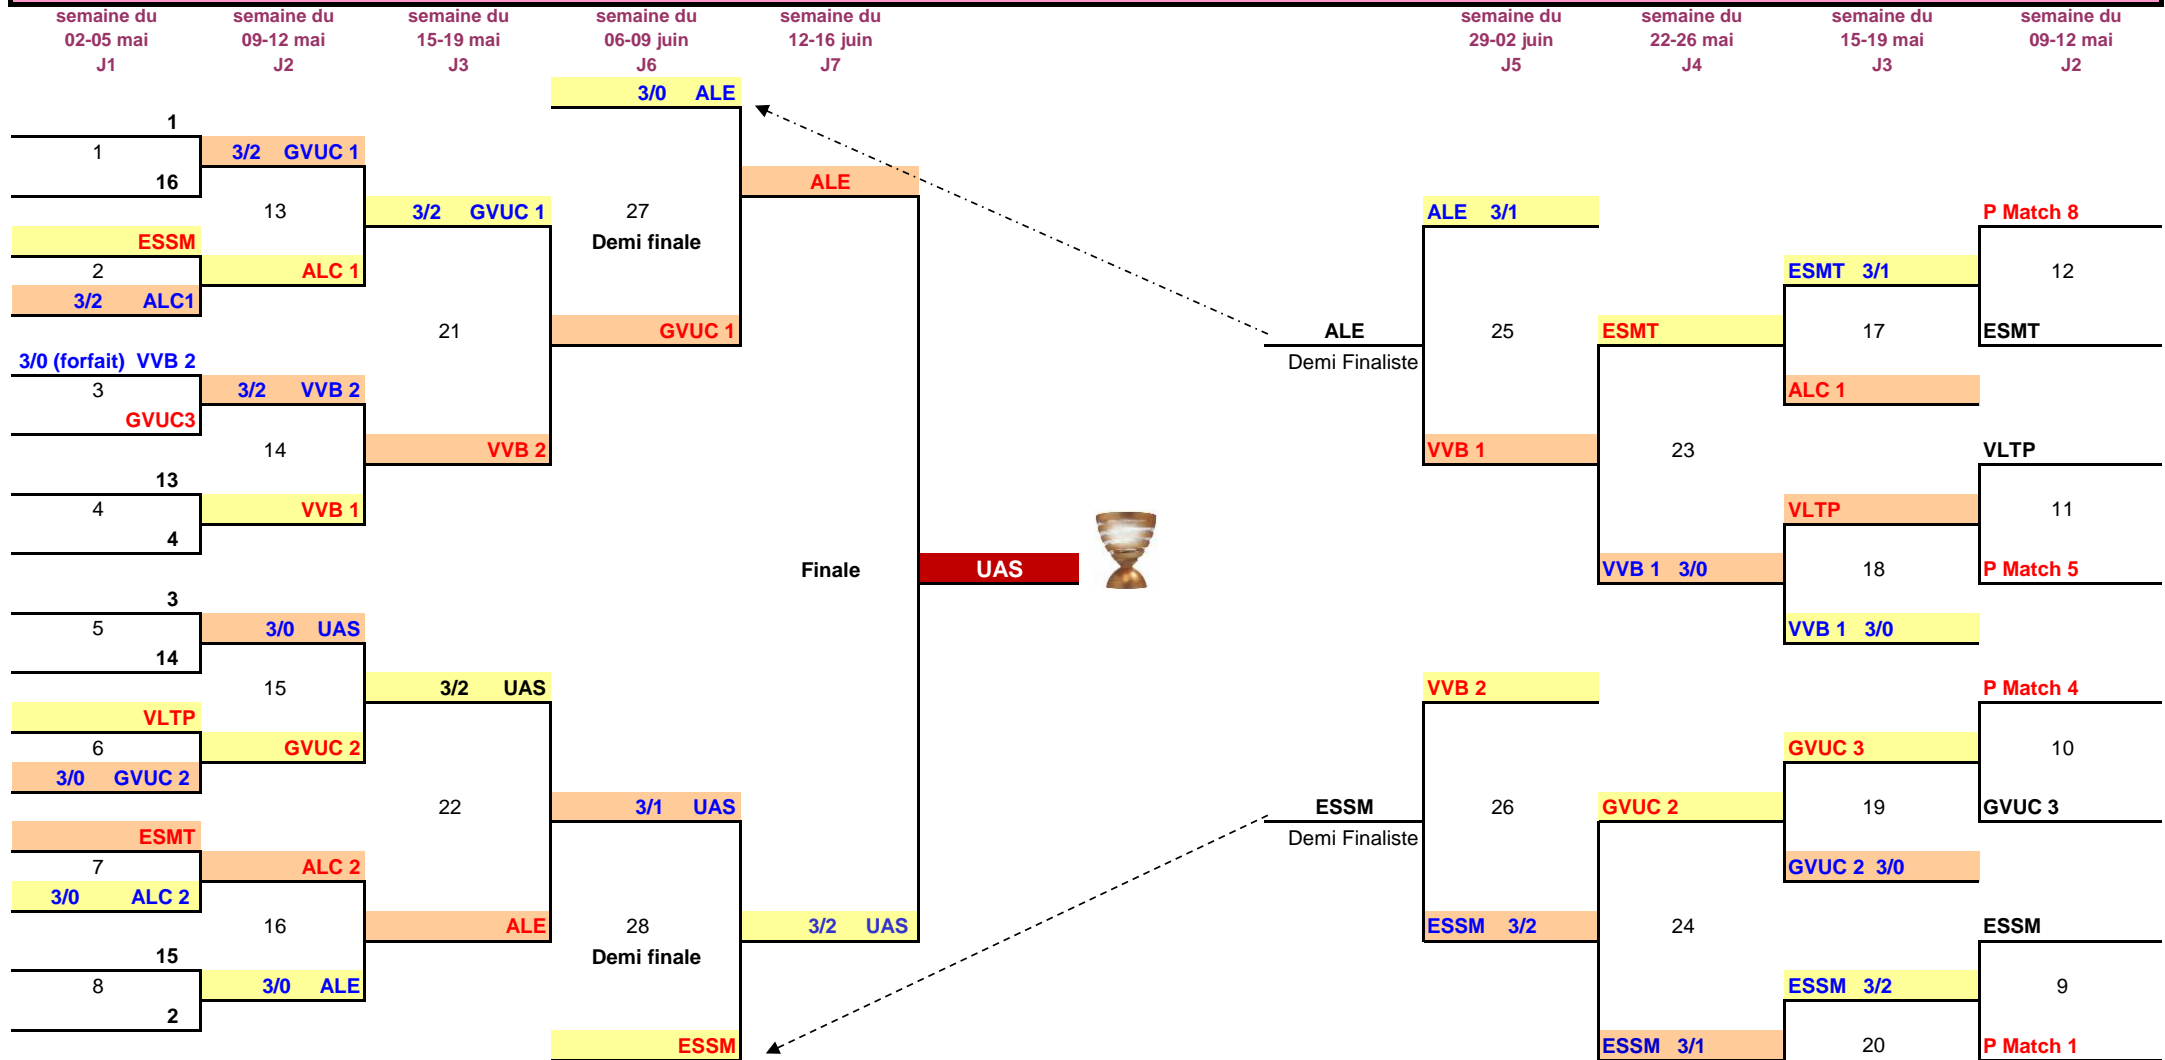 semaine du semaine du semaine du semaine du semaine du semaine du semaine du semaine du semaine du
02-05 mai 09-12 mai 15-19 mai 06-09 juin 12-16 juin 29-02 juin 22-26 mai 15-19 mai 09-12 mai
J1 J2 J3 J6 J7 J5 J4 J3 J2
3/0 ALE
1
1 3/2 GVUC 1
16 ALE
13 3/2 GVUC 1 27 ALE 3/1 P Match 8
ESSM Demi finale
2 ALC 1 ESMT 3/1 12
3/2 ALC1
21 GVUC 1 ALE 25 ESMT 17 ESMT
3/0 (forfait) VVB 2 Demi Finaliste
3 3/2 VVB 2 ALC 1
GVUC3
14 VVB 2 VVB 1 23 VLTP
13
4 VVB 1 VLTP 11
4
Finale UAS VVB 1 3/0 18 P Match 5
3
5 3/0 UAS VVB 1 3/0
14
15 3/2 UAS VVB 2 P Match 4
VLTP
6 GVUC 2 GVUC 3 10
3/0 GVUC 2
22 3/1 UAS ESSM 26 GVUC 2 19 GVUC 3
ESMT Demi Finaliste
7 ALC 2 GVUC 2 3/0
3/0 ALC 2
16 ALE 28 3/2 UAS ESSM 3/2 24 ESSM
15 Demi finale
8 3/0 ALE ESSM 3/2 9
2
ESSM ESSM 3/1 20 P Match 1